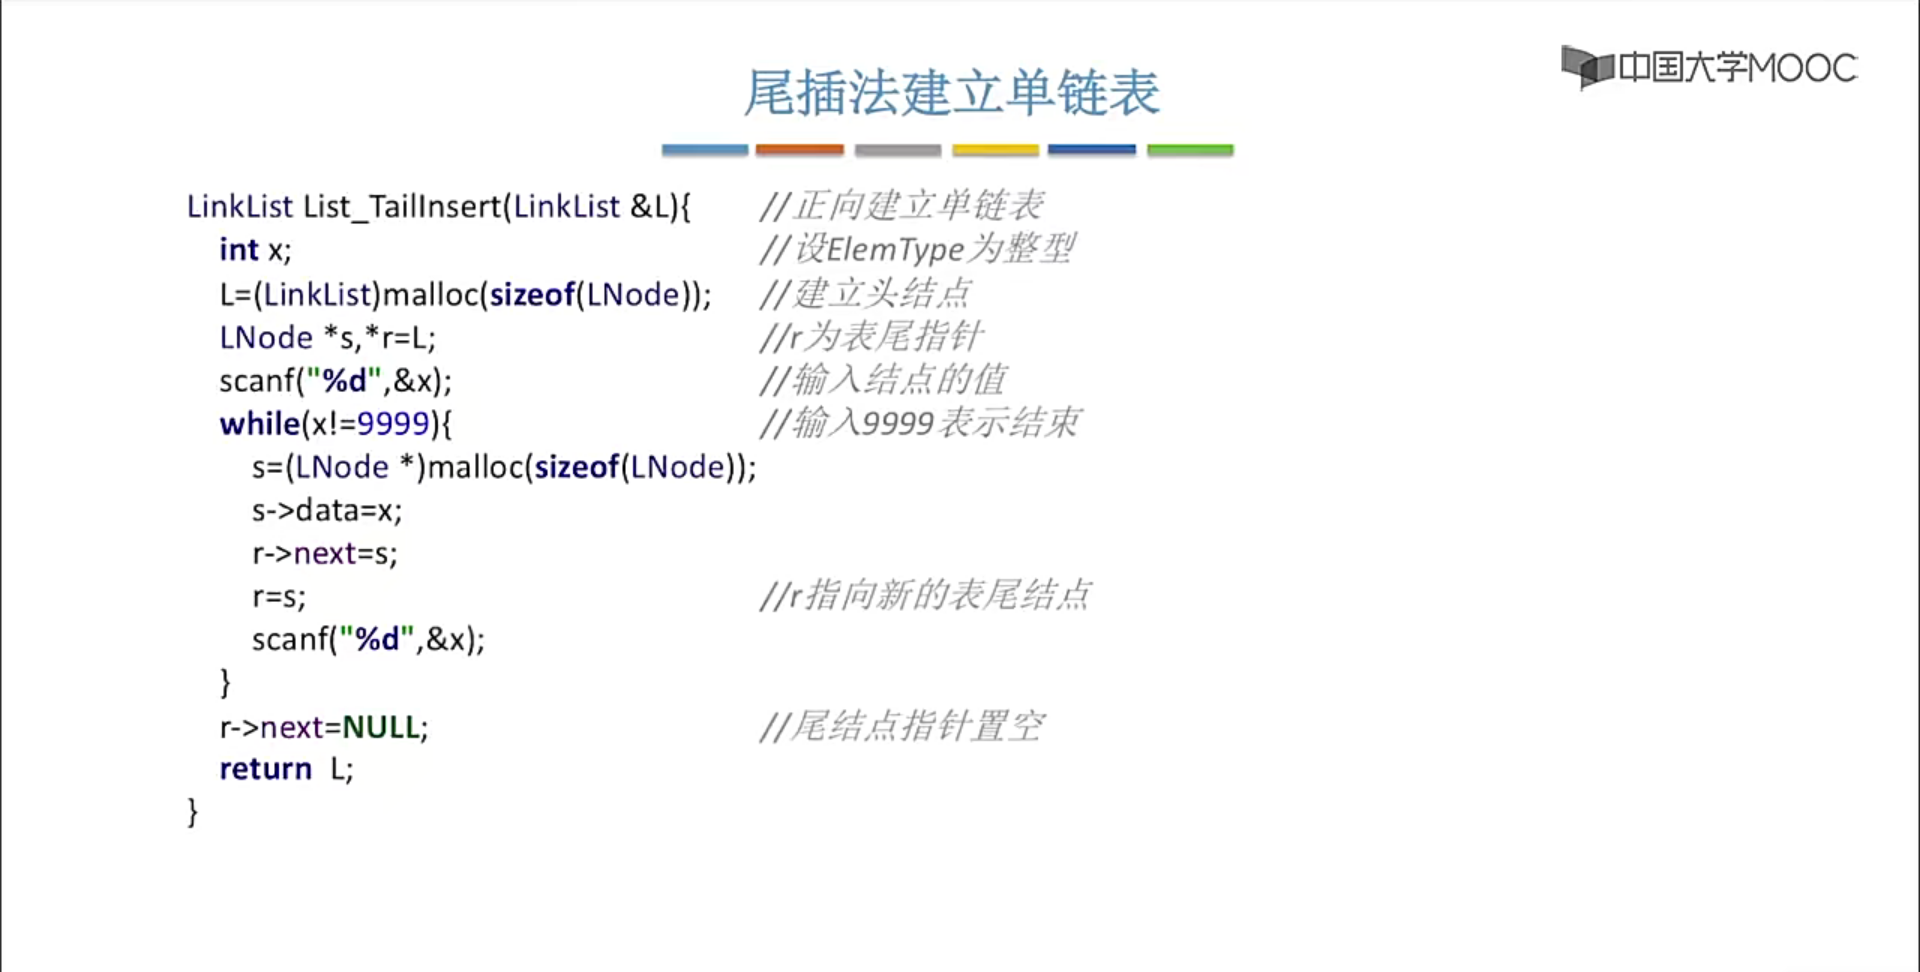 中国大学MOOC
尾插法建立单链表
LinkList List_TailInsert(LinkList &L){ //正向建立单链表
int x; //设ElemType为整型
L=(LinkList)malloc(sizeof(LNode)); //建立头结点
LNode *s,*r=L; //r为表尾指针
scanf("%d",&x); //输入结点的值
while(x!=9999){ //输入9999表示结束
s=(LNode *)malloc(sizeof(LNode));
s->data=x;
r->next=s;
r=s; //r指向新的表尾结点
scanf("%d",&x);
}
r->next=NULL; //尾结点指针置空
return L;
}